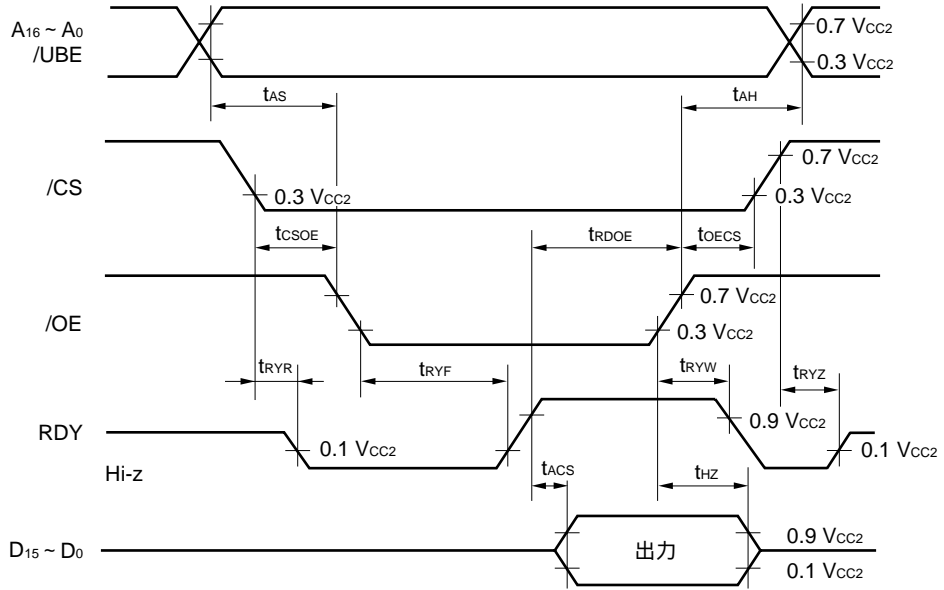 A16 ~ A0
/UBE
0.7 VCC2
0.3 VCC2
tAS
tAH
/CS
0.3 VCC2
0.7 VCC2
0.3 VCC2
tCSOE
tRDOE
tOECS
/OE
0.7 VCC2
0.3 VCC2
tRYR
tRYF
tRYW
tRYZ
RDY
0.1 VCC2
0.9 VCC2
0.1 VCC2
Hi-z
tACS
tHZ
D15 ~ D0
出力
0.9 VCC2
0.1 VCC2